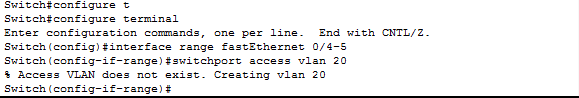 Switch#configure t
Switch#configure terminal
Enter configuration commands, one per line.  End with CNTL/Z.
Switch(config)#interface range fastEthernet 0/4-5
Switch(config-if-range)#switchport access vlan 20
% Access VLAN does not exist. Creating vlan 20
Switch(config-if-range)#